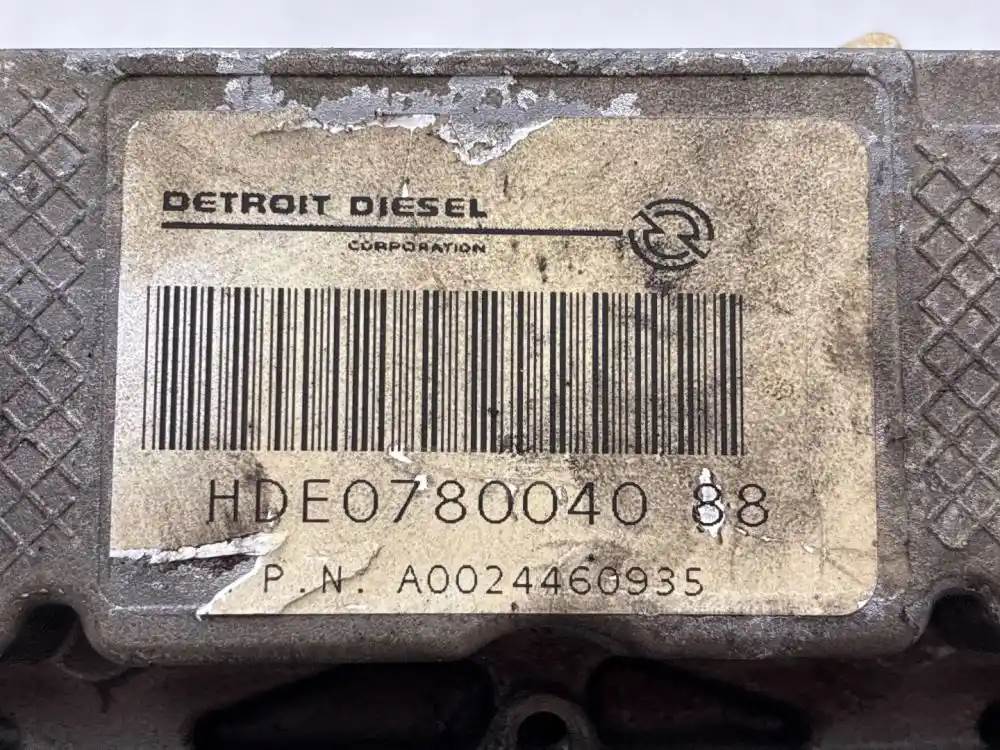 DETROIT DIESEL
CORPORATION
HDE0780040 88
P.N. A0024460935